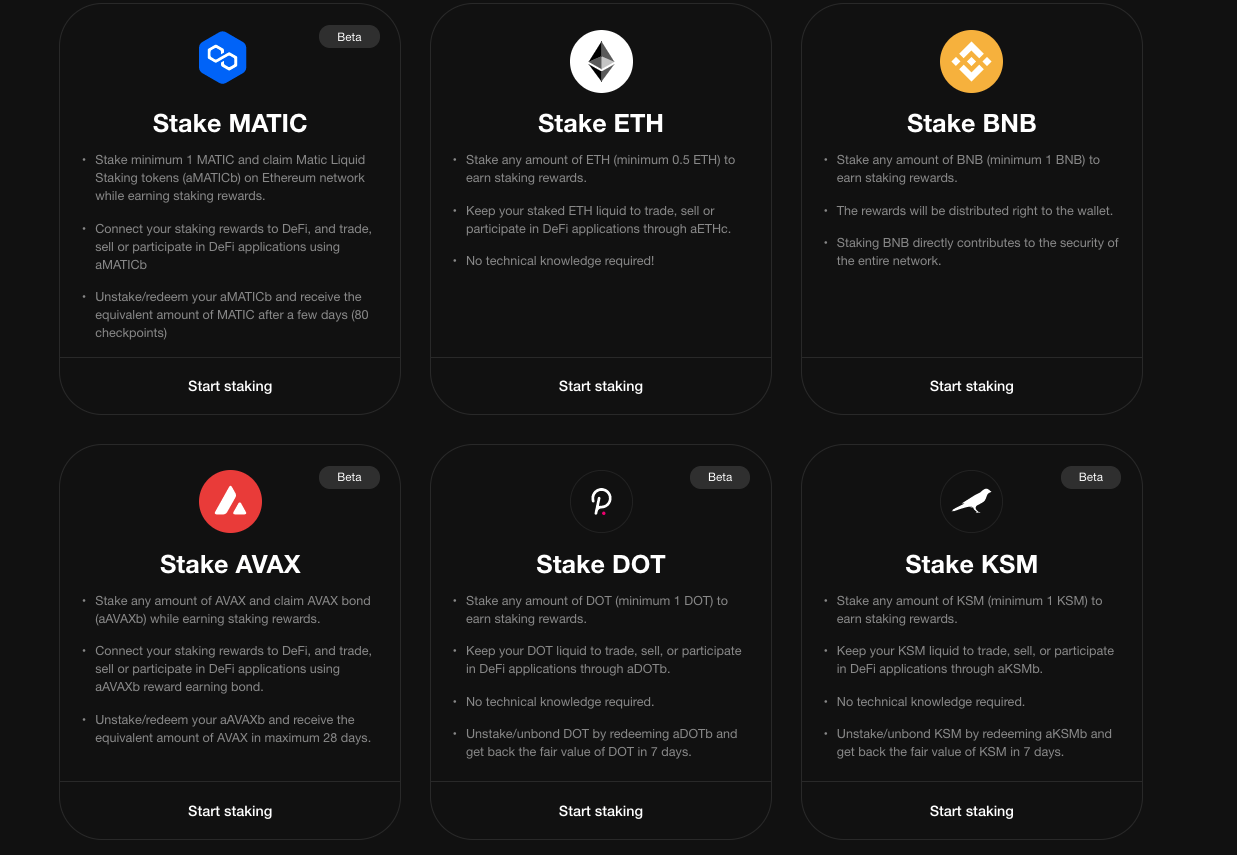 Beta
Stake MATIC
• Stake minimum 1 MATIC and claim Matic Liquid
Staking tokens (aMATICb) on Ethereum network
while earning staking rewards.
• Connect your staking rewards to DeFi, and trade,
sell or participate in DeFi applications using
aMATICb
• Unstake/redeem your aMATICb and receive the
equivalent amount of MATIC after a few days (80
checkpoints)
Start staking
Stake ETH
• Stake any amount of ETH (minimum 0.5 ETH) to
earn staking rewards.
• Keep your staked ETH liquid to trade, sell or
participate in DeFi applications through aETHc.
• No technical knowledge required!
Start staking
Stake BNB
• Stake any amount of BNB (minimum 1 BNB) to
earn staking rewards.
• The rewards will be distributed right to the wallet.
• Staking BNB directly contributes to the security of
the entire network.
Start staking
Beta
Stake AVAX
• Stake any amount of AVAX and claim AVAX bond
(aAVAXb) while earning staking rewards.
• Connect your staking rewards to DeFi, and trade,
sell or participate in DeFi applications using
aAVAXb reward earning bond.
• Unstake/redeem your aAVAXb and receive the
equivalent amount of AVAX in maximum 28 days.
Start staking
Beta
Stake DOT
• Stake any amount of DOT (minimum 1 DOT) to
earn staking rewards.
• Keep your DOT liquid to trade, sell, or participate
in DeFi applications through aDOTb.
• No technical knowledge required.
• Unstake/unbond DOT by redeeming aDOTb and
get back the fair value of DOT in 7 days.
Start staking
Beta
Stake KSM
• Stake any amount of KSM (minimum 1 KSM) to
earn staking rewards.
• Keep your KSM liquid to trade, sell, or participate
in DeFi applications through aKSMb.
• No technical knowledge required.
• Unstake/unbond KSM by redeeming aKSMb and
get back the fair value of KSM in 7 days.
Start staking